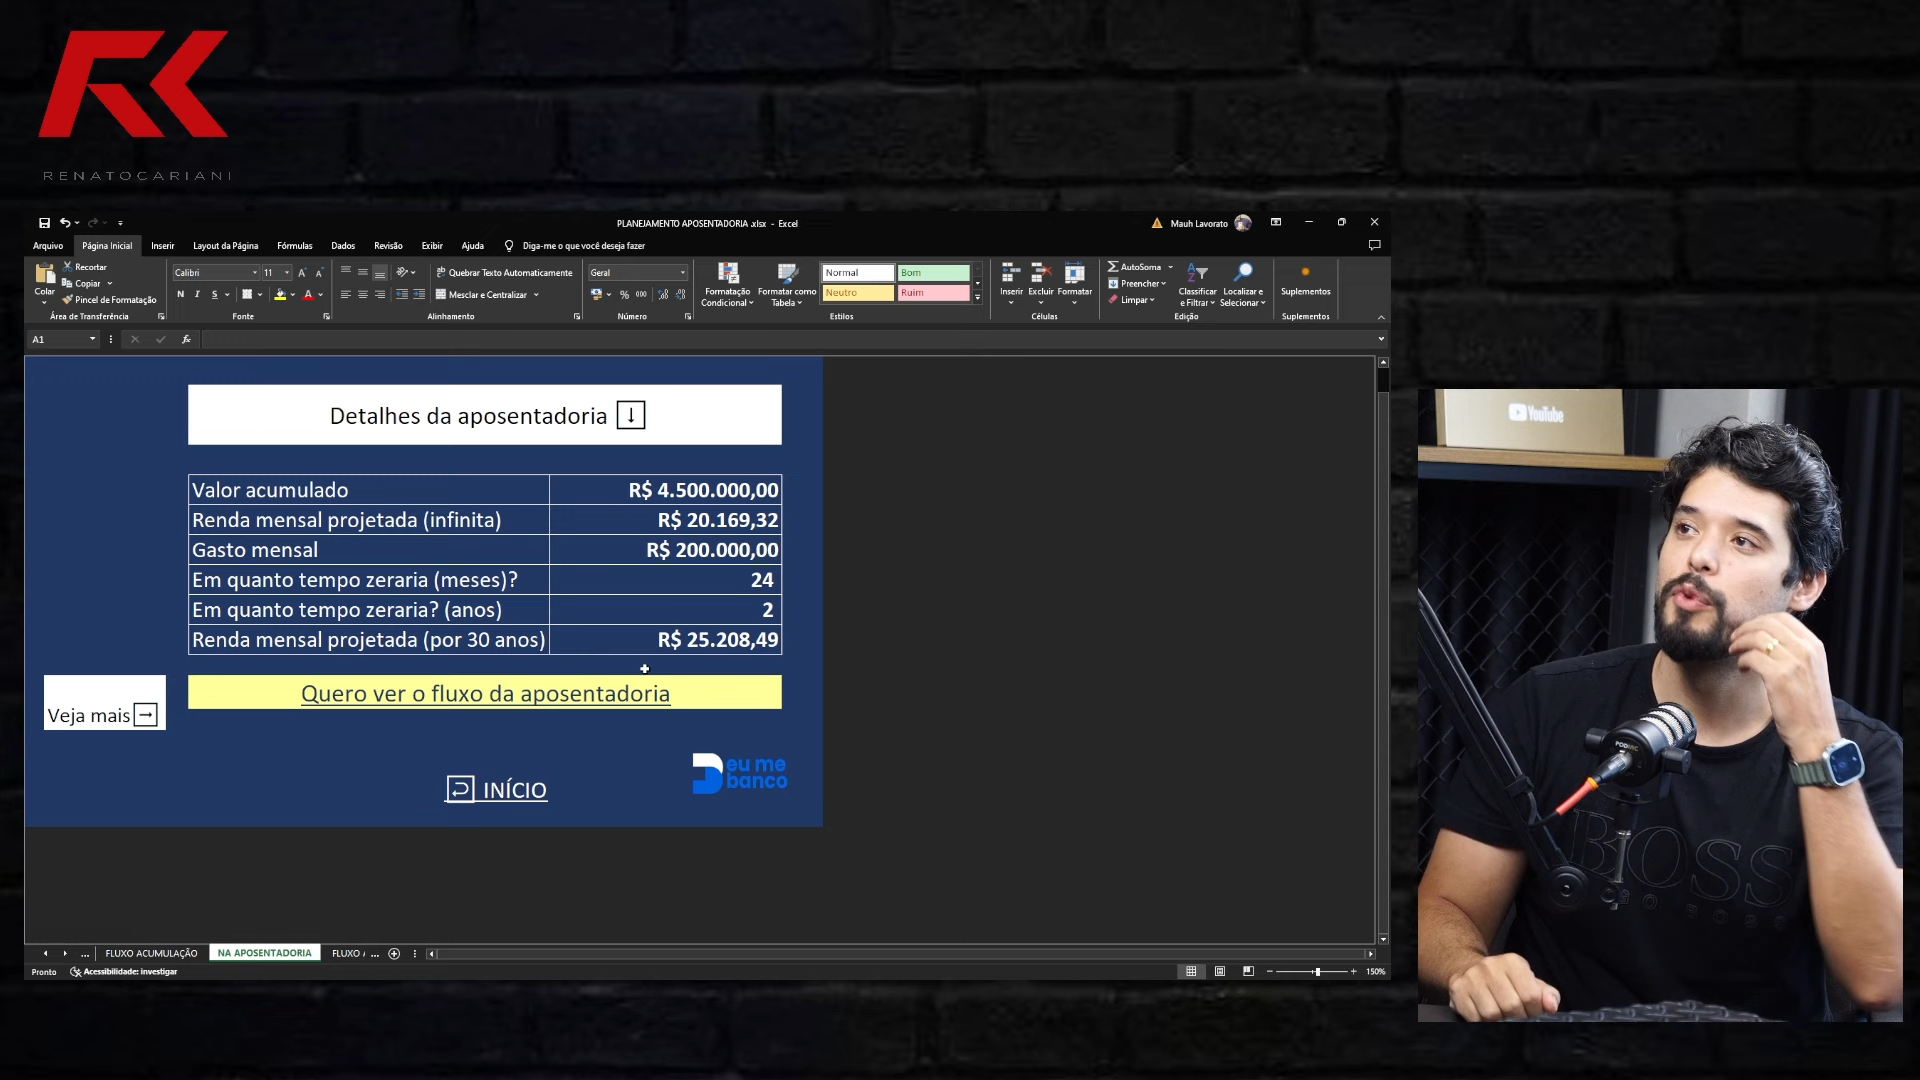 RENATOCARIANI
PLANEJAMENTO APOSENTADORIA .xlsx - Excel
Mauh Lavorato
Arquivo Página Inicial Inserir Layout da Página Fórmulas Dados Revisão Exibir Ajuda Diga-me o que você deseja fazer
Colar
Recortar
Copiar
Pincel de Formatação
Área de Transferência
Calibri 11
N I S
Fonte
Quebrar Texto Automaticamente
Mesclar e Centralizar
Alinhamento
Geral
% 000
Número
Formatação Condicional
Formatar como Tabela
Normal Bom
Neutro Ruim
Estilos
Inserir Excluir Formatar
Células
AutoSoma
Preencher
Limpar
Classificar e Filtrar
Localizar e Selecionar
Edição
Suplementos
Suplementos
A1
fx
Detalhes da aposentadoria ↓
Valor acumulado R$ 4.500.000,00
Renda mensal projetada (infinita) R$ 20.169,32
Gasto mensal R$ 200.000,00
Em quanto tempo zeraria (meses)? 24
Em quanto tempo zeraria? (anos) 2
Renda mensal projetada (por 30 anos) R$ 25.208,49
Quero ver o fluxo da aposentadoria
Veja mais →
INÍCIO
eu me
banco
... FLUXO ACUMULAÇÃO NA APOSENTADORIA FLUXO / ...
Pronto Acessibilidade: investigar
150%
YouTube
PODMIC
BOSS